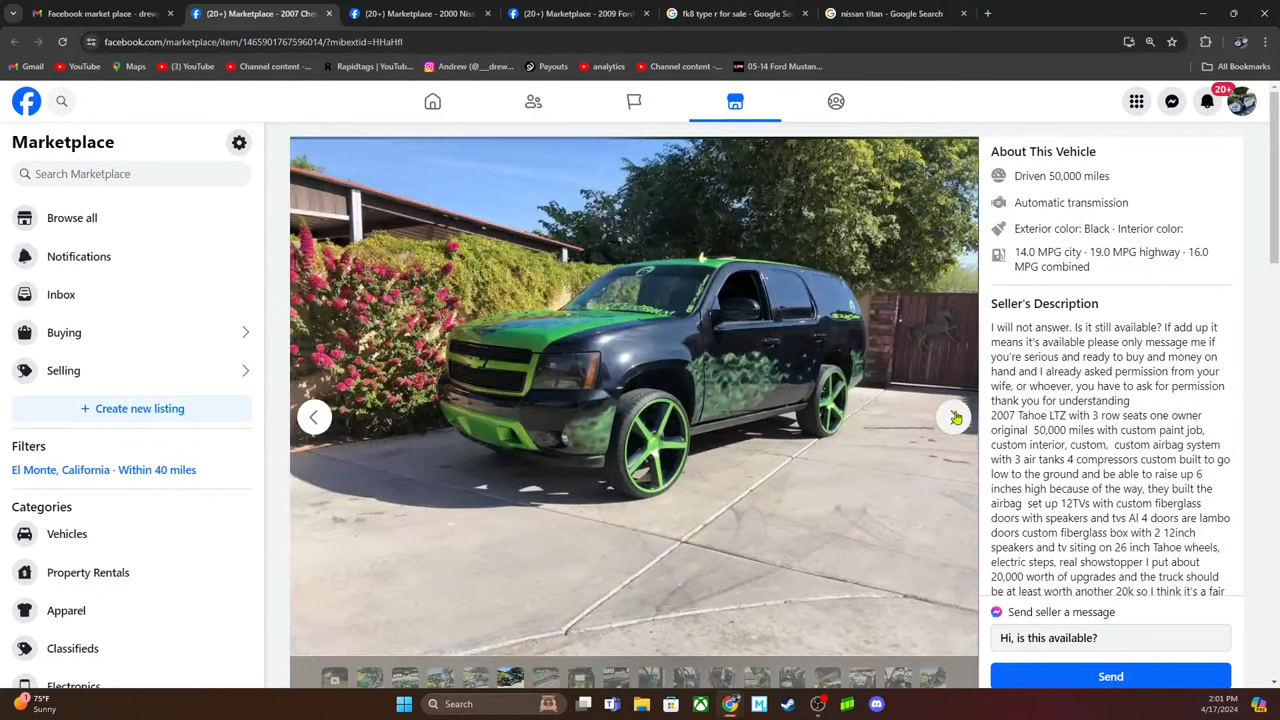 Facebook market place - drew
(20+) Marketplace - 2007 Che
(20+) Marketplace - 2000 Niss
(20+) Marketplace - 2009 Ford
fk8 type r for sale - Google Se
nissan titan - Google Search
facebook.com/marketplace/item/1465901767596014/?mibextid=HHaHfI
Gmail
YouTube
Maps
(3) YouTube
Channel content -...
Rapidtags | YouTub...
Andrew (@___drew...
Payouts
analytics
Channel content -...
05-14 Ford Mustan...
All Bookmarks
20+
Marketplace
Search Marketplace
Browse all
Notifications
Inbox
Buying
Selling
+ Create new listing
Filters
El Monte, California · Within 40 miles
Categories
Vehicles
Property Rentals
Apparel
Classifieds
Electronics
About This Vehicle
Driven 50,000 miles
Automatic transmission
Exterior color: Black · Interior color:
14.0 MPG city · 19.0 MPG highway · 16.0
MPG combined
Seller's Description
I will not answer. Is it still available? If add up it
means it's available please only message me if
you're serious and ready to buy and money on
hand and I already asked permission from your
wife, or whoever, you have to ask for permission
thank you for understanding
2007 Tahoe LTZ with 3 row seats one owner
original 50,000 miles with custom paint job,
custom interior, custom, custom airbag system
with 3 air tanks 4 compressors custom built to go
low to the ground and be able to raise up 6
inches high because of the way, they built the
airbag set up 12TVs with custom fiberglass
doors with speakers and tvs Al 4 doors are lambo
doors custom fiberglass box with 2 12inch
speakers and tv siting on 26 inch Tahoe wheels,
electric steps, real showstopper I put about
20,000 worth of upgrades and the truck should
be at least worth another 20k so I think it's a fair
Send seller a message
Hi, is this available?
Send
75°F
Sunny
Search
2:01 PM
4/17/2024